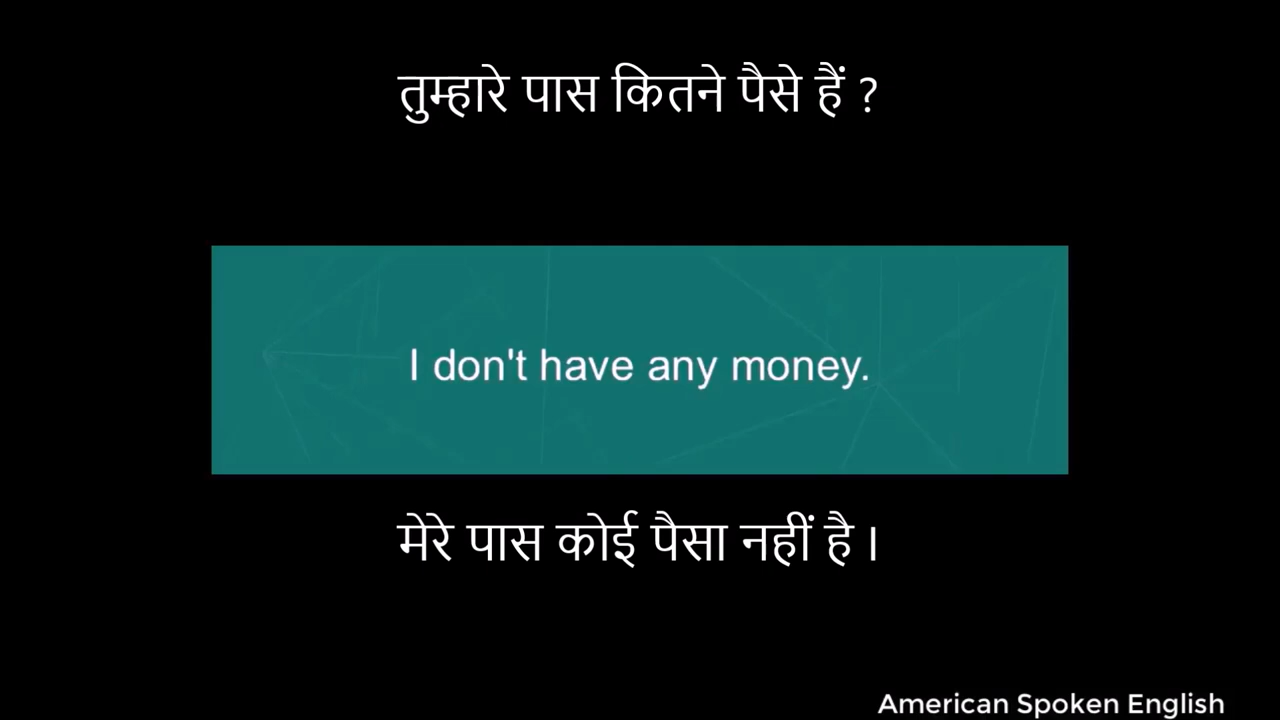 तुम्हारे पास कितने पैसे हैं ?
I don't have any money.
मेरे पास कोई पैसा नहीं है ।
American Spoken English